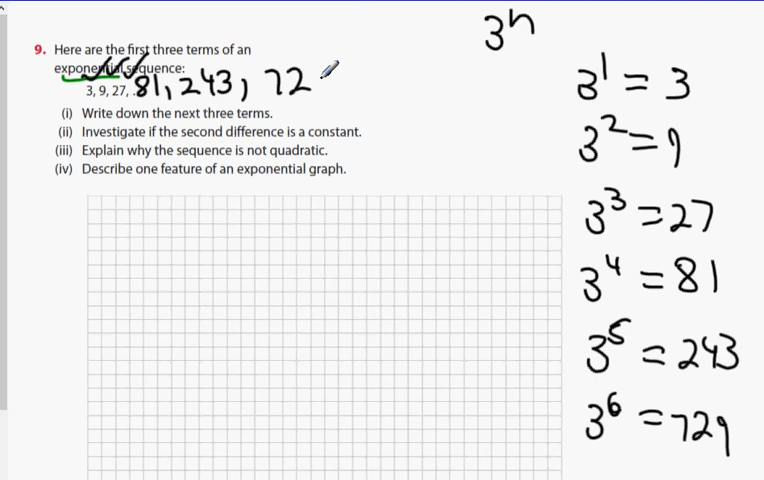 3ⁿ
9. Here are the first three terms of an
exponential sequence:
3, 9, 27, ... 81, 243, 72
(i) Write down the next three terms.
(ii) Investigate if the second difference is a constant.
(iii) Explain why the sequence is not quadratic.
(iv) Describe one feature of an exponential graph.
3¹ = 3
3² = 9
3³ = 27
3⁴ = 81
3⁵ = 243
3⁶ = 729